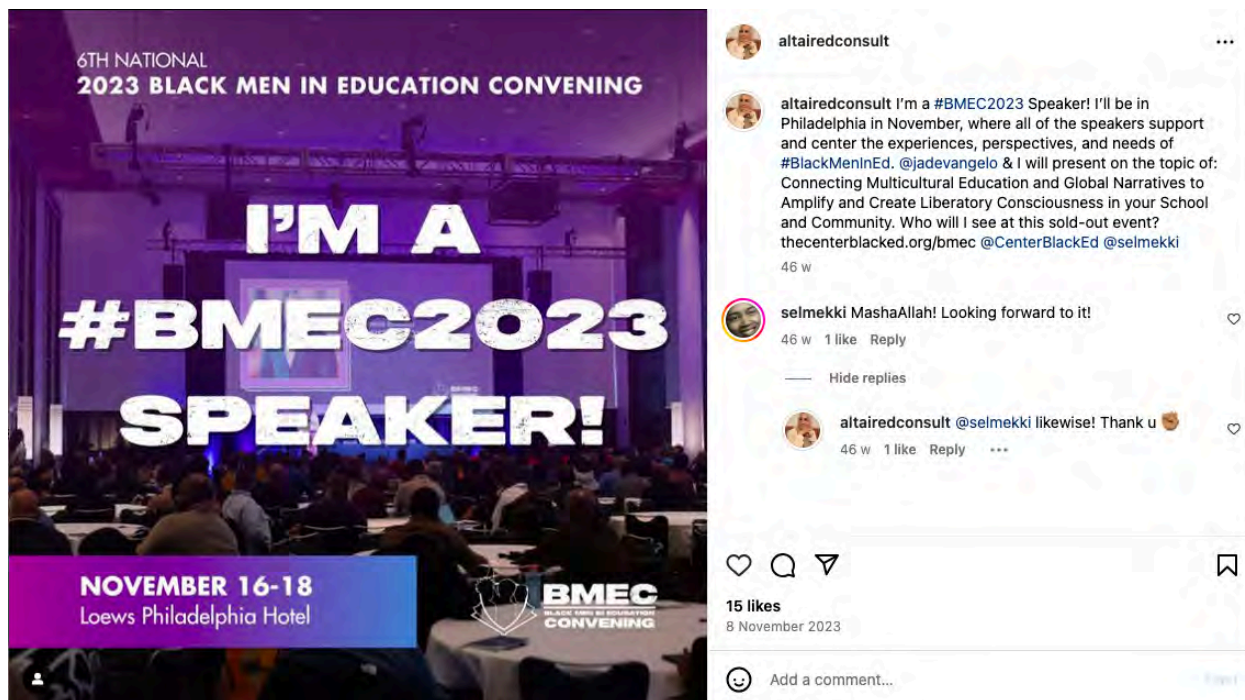 6TH NATIONAL
2023 BLACK MEN IN EDUCATION CONVENING
I'M A
#BMEC2023
SPEAKER!
NOVEMBER 16-18
Loews Philadelphia Hotel
BMEC
BLACK MEN IN EDUCATION
CONVENING
altairedconsult
altairedconsult I'm a #BMEC2023 Speaker! I'll be in
Philadelphia in November, where all of the speakers support
and center the experiences, perspectives, and needs of
#BlackMenInEd. @jadevangelo & I will present on the topic of:
Connecting Multicultural Education and Global Narratives to
Amplify and Create Liberatory Consciousness in your School
and Community. Who will I see at this sold-out event?
thecenterblacked.org/bmec @CenterBlackEd @selmekki
46 w
selmekki MashaAllah! Looking forward to it!
46 w 1 like Reply
Hide replies
altairedconsult @selmekki likewise! Thank u ✊🏾
46 w 1 like Reply
15 likes
8 November 2023
Add a comment...